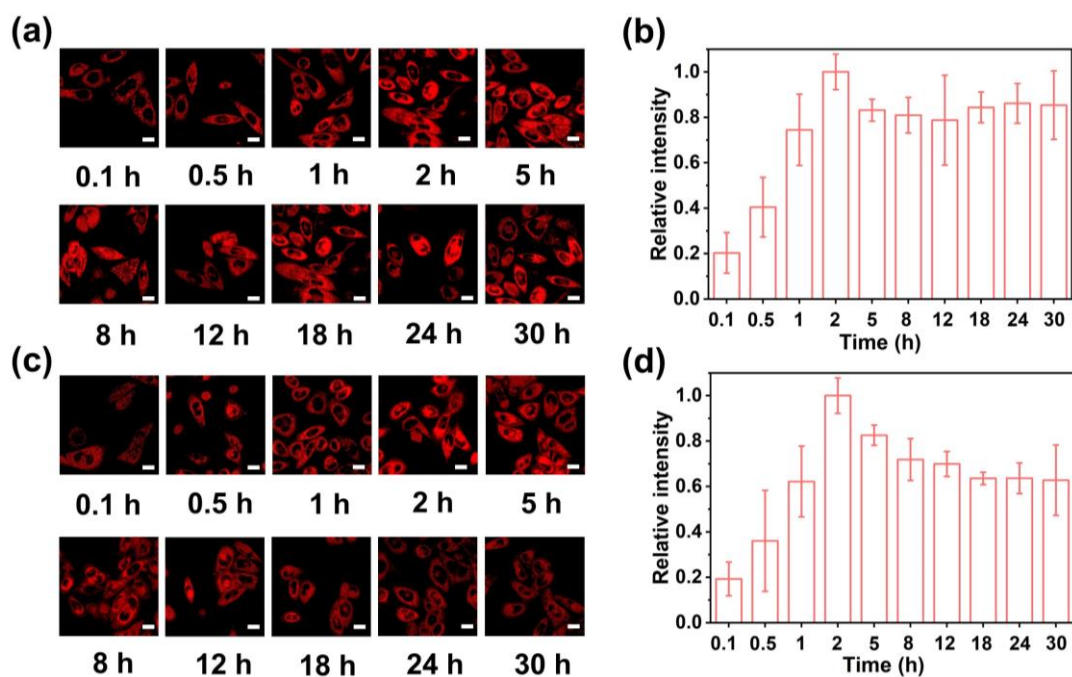 (a)
0.1 h 0.5 h 1 h 2 h 5 h
8 h 12 h 18 h 24 h 30 h
(b)
Relative intensity
1.0
0.8
0.6
0.4
0.2
0.0
0.1 0.5 1 2 5 8 12 18 24 30
Time (h)
(c)
0.1 h 0.5 h 1 h 2 h 5 h
8 h 12 h 18 h 24 h 30 h
(d)
Relative intensity
1.0
0.8
0.6
0.4
0.2
0.0
0.1 0.5 1 2 5 8 12 18 24 30
Time (h)